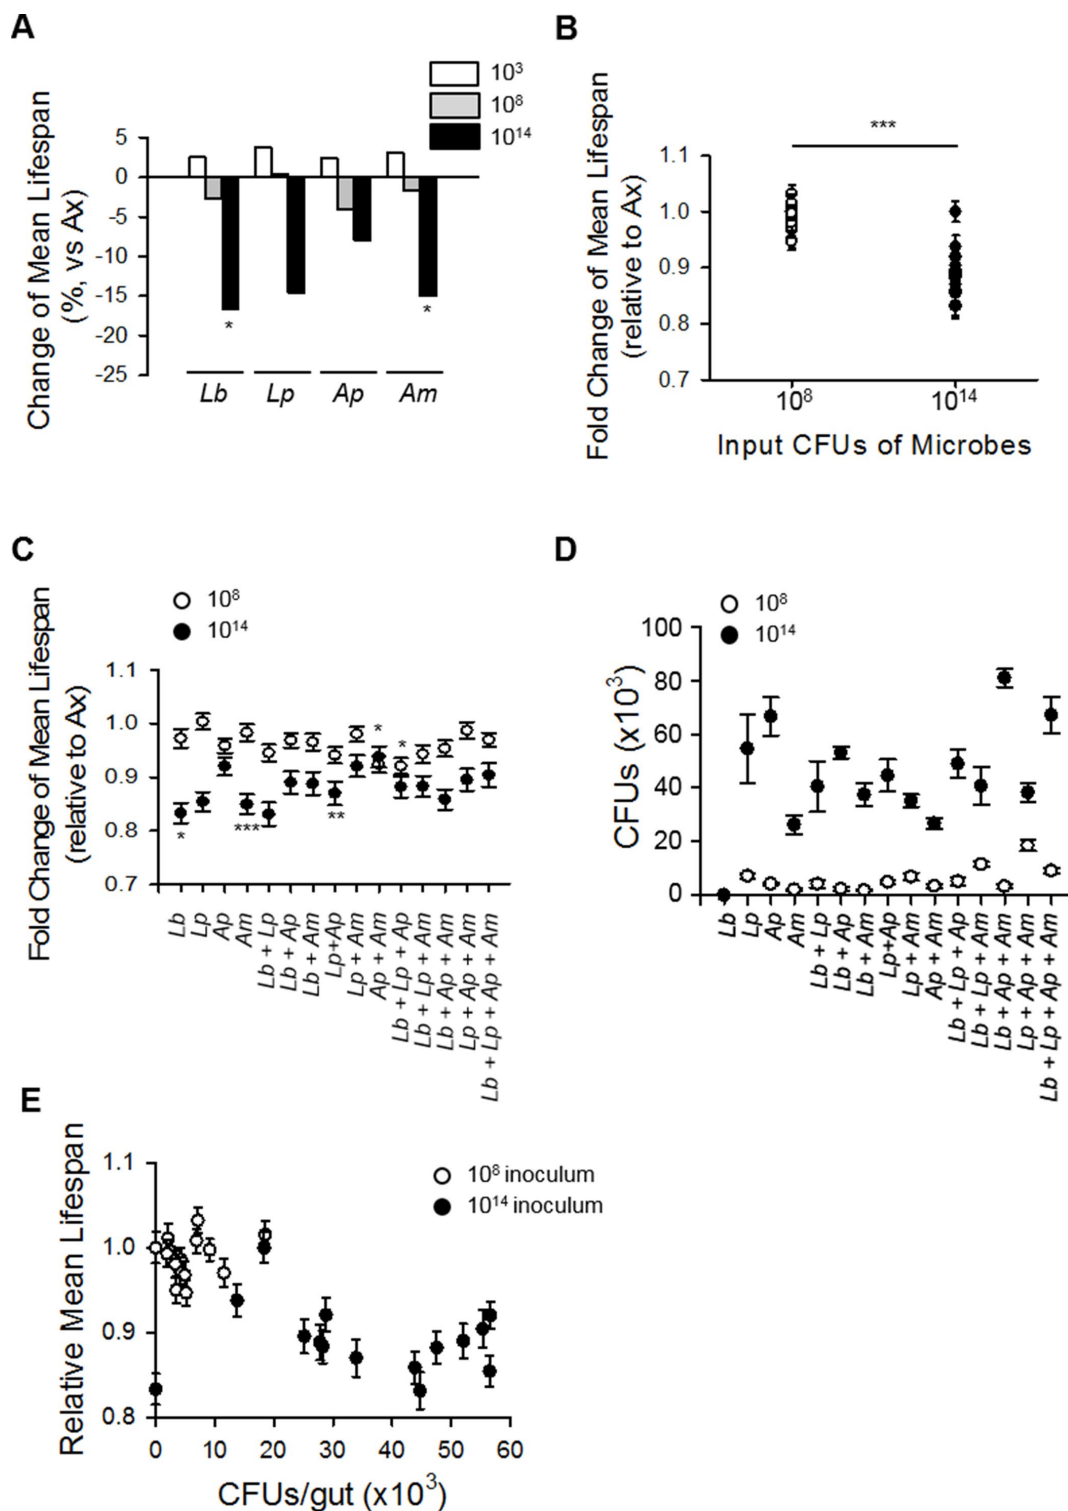 A
10³
10⁸
10¹⁴
Change of Mean Lifespan
(%, vs Ax)
5
0
-5
-10
-15
-20
-25
*
*
Lb
Lp
Ap
Am
B
Fold Change of Mean Lifespan
(relative to Ax)
***
1.1
1.0
0.9
0.8
0.7
10⁸
10¹⁴
Input CFUs of Microbes
C
10⁸
10¹⁴
Fold Change of Mean Lifespan
(relative to Ax)
1.1
1.0
0.9
0.8
0.7
*
***
**
*
*
Lb
Lp
Ap
Am
Lb + Lp
Lb + Ap
Lb + Am
Lp+Ap
Lp + Am
Ap + Am
Lb + Lp + Ap
Lb + Lp + Am
Lb + Ap + Am
Lp + Ap + Am
Lb + Lp + Ap + Am
D
10⁸
10¹⁴
CFUs (x10³)
100
80
60
40
20
0
Lb
Lp
Ap
Am
Lb + Lp
Lb + Ap
Lb + Am
Lp+Ap
Lp + Am
Ap + Am
Lb + Lp + Ap
Lb + Lp + Am
Lb + Ap + Am
Lp + Ap + Am
Lb + Lp + Ap + Am
E
10⁸ inoculum
10¹⁴ inoculum
Relative Mean Lifespan
1.1
1.0
0.9
0.8
0
10
20
30
40
50
60
CFUs/gut (x10³)